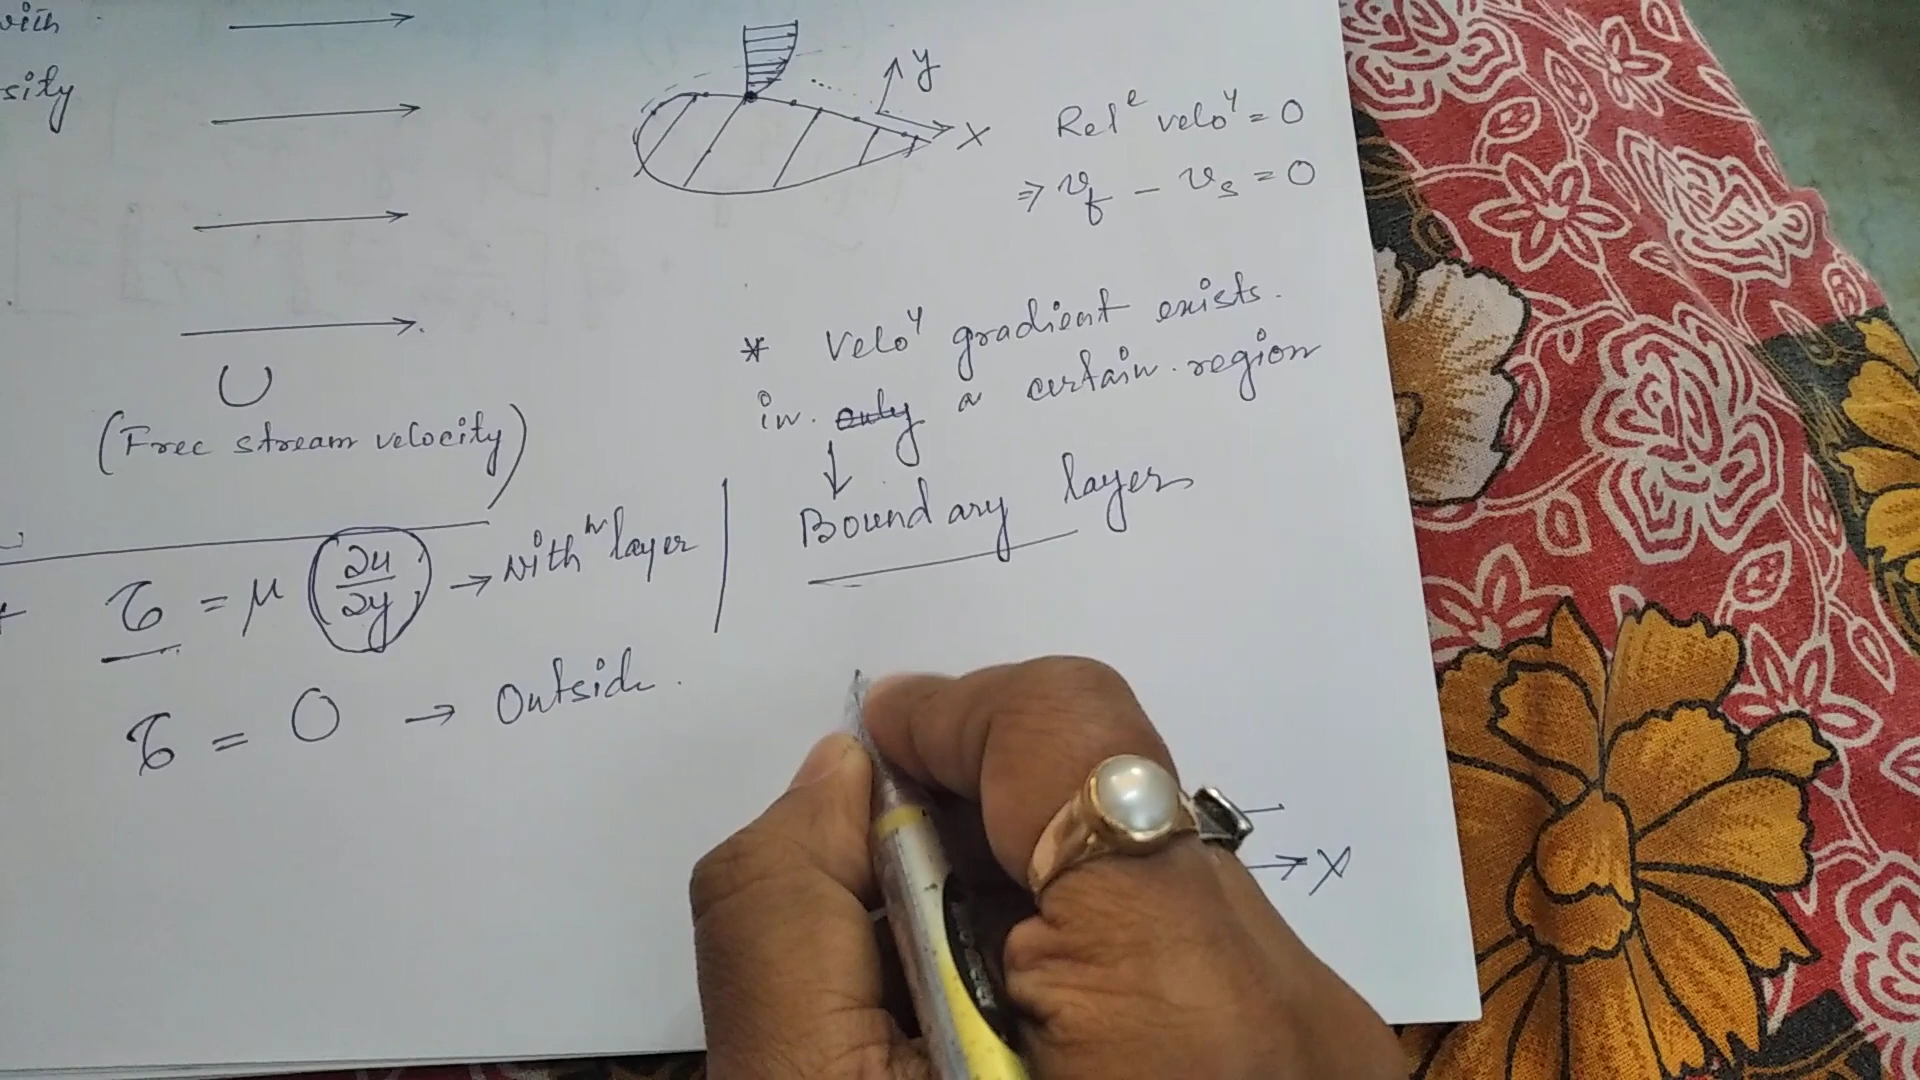 with
sity
y
x
Rel^e velo^y = 0
⇒ v_f - v_s = 0
U
(Free stream velocity)
* Velo^y gradient exists.
in. ~~only~~ a certain region
↓
Boundary layer
τ = μ (∂u/∂y) → with^n layer
τ = 0 → Outside.
→ x